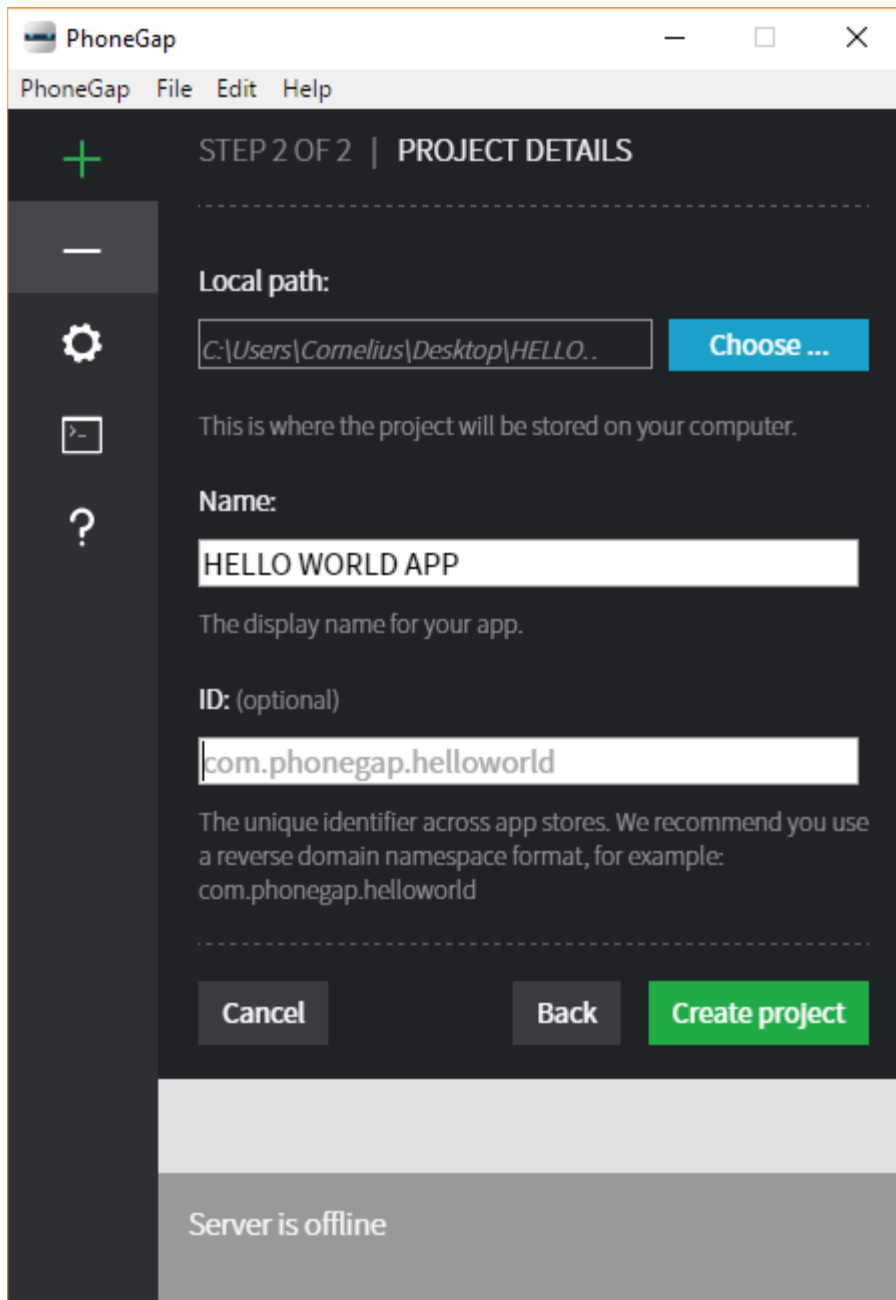 PhoneGap
PhoneGap File Edit Help
STEP 2 OF 2 | PROJECT DETAILS
Local path:
C:\Users\Cornelius\Desktop\HELLO. .
Choose ...
This is where the project will be stored on your computer.
Name:
HELLO WORLD APP
The display name for your app.
ID: (optional)
com.phonegap.helloworld
The unique identifier across app stores. We recommend you use
a reverse domain namespace format, for example:
com.phonegap.helloworld
Cancel Back Create project
Server is offline